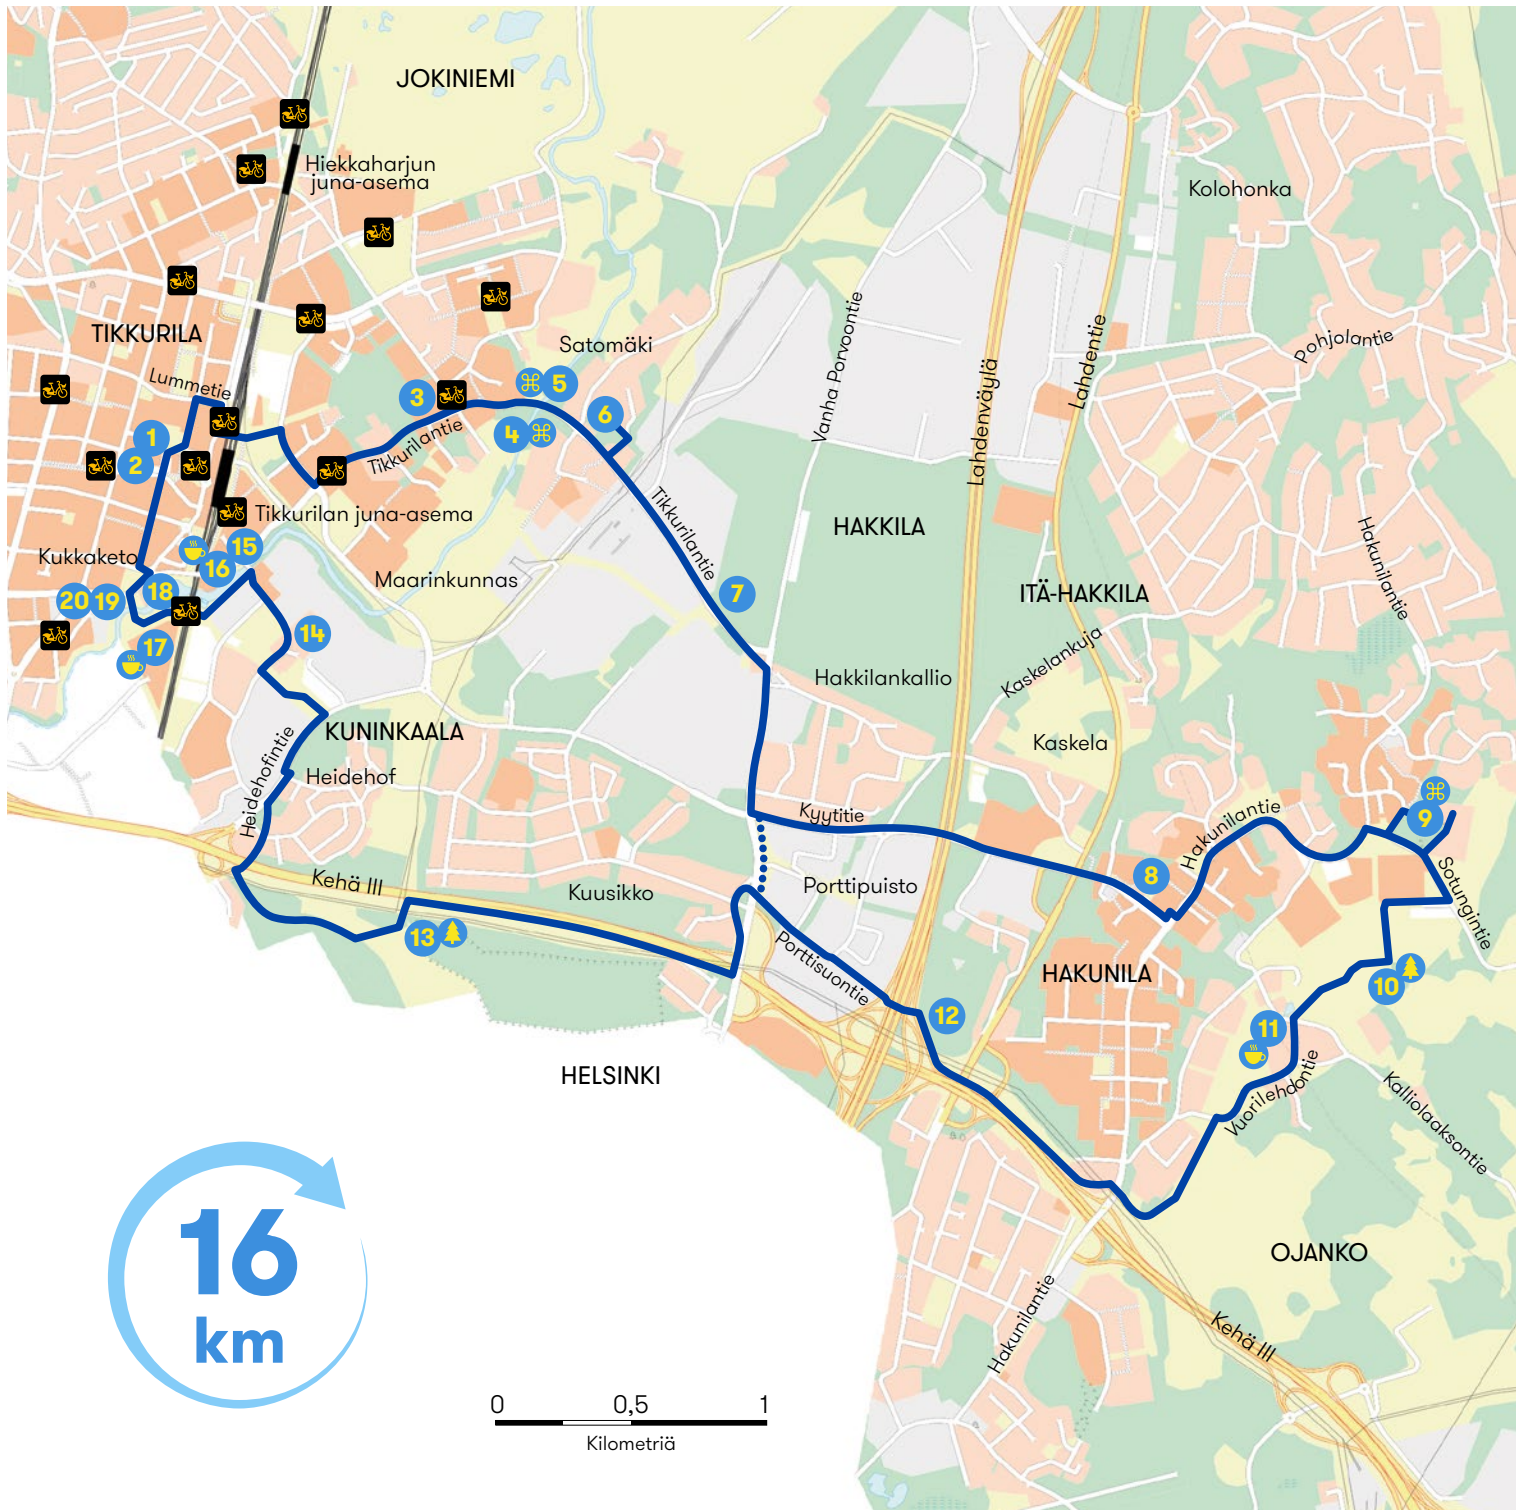 JOKINIEMI
Hiekkaharjun
juna-asema
Kolohonka
TIKKURILA
Satomäki
Vanha Porvoontie
Lahdenväylä
Lahdentie
Pohjolantie
Lummetie
3
5
4
6
1
2
Tikkurilantie
Tikkurilantie
Tikkurilan juna-asema
HAKKILA
Hakunilantie
Kukkaketo
15
16
Maarinkunnas
20
19
18
7
ITÄ-HAKKILA
17
14
Kaskelankuja
Hakkilankallio
KUNINKAALA
Kaskela
Heidehofintie
Heidehof
Kyytitie
Hakunilantie
9
Kehä III
Kuusikko
Porttipuisto
8
Sotungintie
13
Porttisuontie
HAKUNILA
10
12
11
HELSINKI
Vuorilehdontie
Kalliolaaksontie
16
km
OJANKO
Hakunilantie
Kehä III
0 0,5 1
Kilometriä